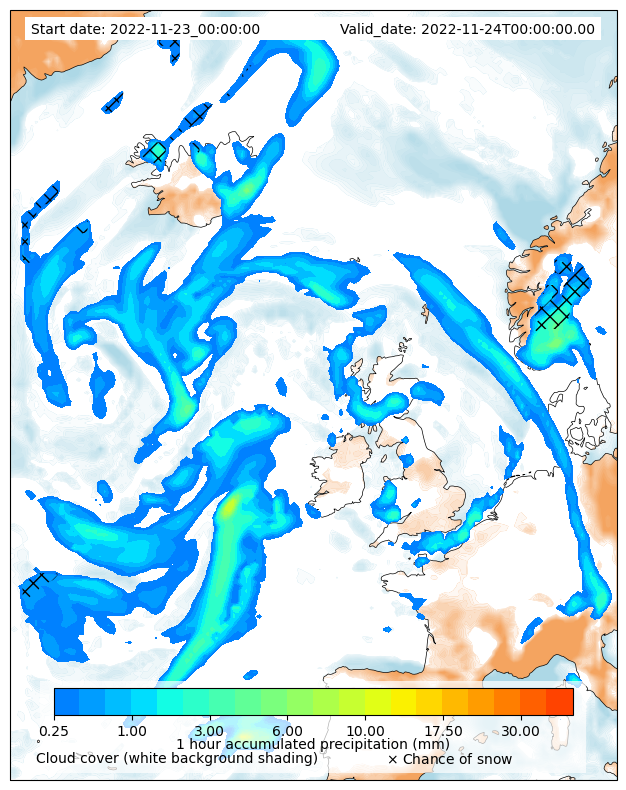 Start date: 2022-11-23_00:00:00
Valid_date: 2022-11-24T00:00:00.00
0.25 1.00 3.00 6.00 10.00 17.50 30.00
1 hour accumulated precipitation (mm)
Cloud cover (white background shading)
× Chance of snow